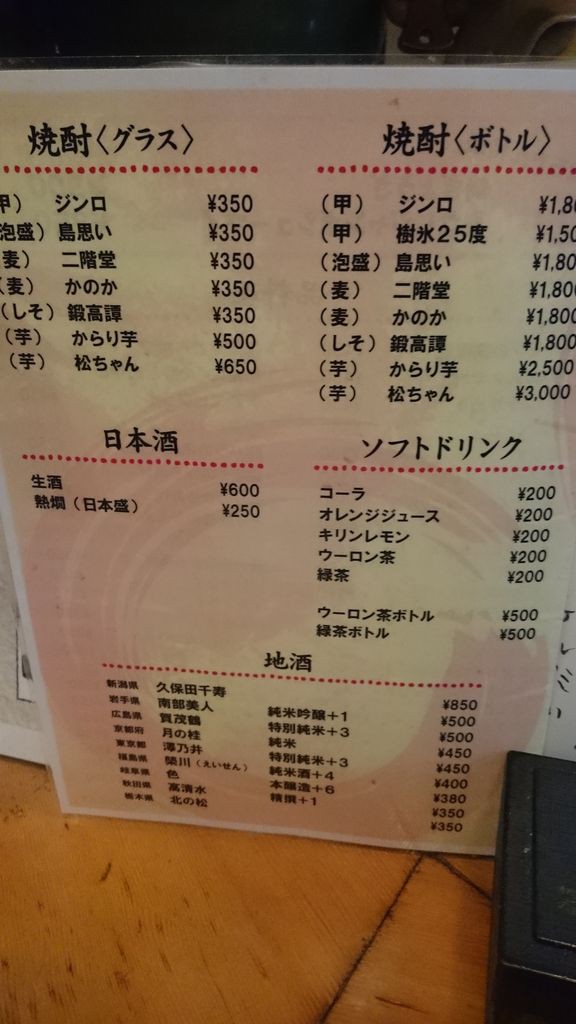 焼酎〈グラス〉
甲） ジンロ ¥350
泡盛）島思い ¥350
麦） 二階堂 ¥350
（麦） かのか ¥350
（しそ）鍛高譚 ¥350
（芋） からり芋 ¥500
（芋） 松ちゃん ¥650
焼酎〈ボトル〉
（甲） ジンロ ¥1,80
（甲） 樹氷２５度 ¥1,50
（泡盛）島思い ¥1,80
（麦） 二階堂 ¥1,800
（麦） かのか ¥1,800
（しそ）鍛高譚 ¥1,800
（芋） からり芋 ¥2,500
（芋） 松ちゃん ¥3,000
日本酒
生酒 ¥600
熱燗（日本盛） ¥250
ソフトドリンク
コーラ ¥200
オレンジジュース ¥200
キリンレモン ¥200
ウーロン茶 ¥200
緑茶 ¥200
ウーロン茶ボトル ¥500
緑茶ボトル ¥500
地酒
新潟県 久保田千寿 ¥850
岩手県 南部美人 純米吟醸＋1 ¥500
広島県 賀茂鶴 特別純米＋3 ¥500
京都府 月の桂 純米 ¥450
東京都 澤乃井 特別純米＋3 ¥450
福島県 榮川（えいせん） 純米酒＋4 ¥400
岐阜県 色 本醸造＋6 ¥380
秋田県 高清水 精撰＋1 ¥350
栃木県 北の松 ¥350